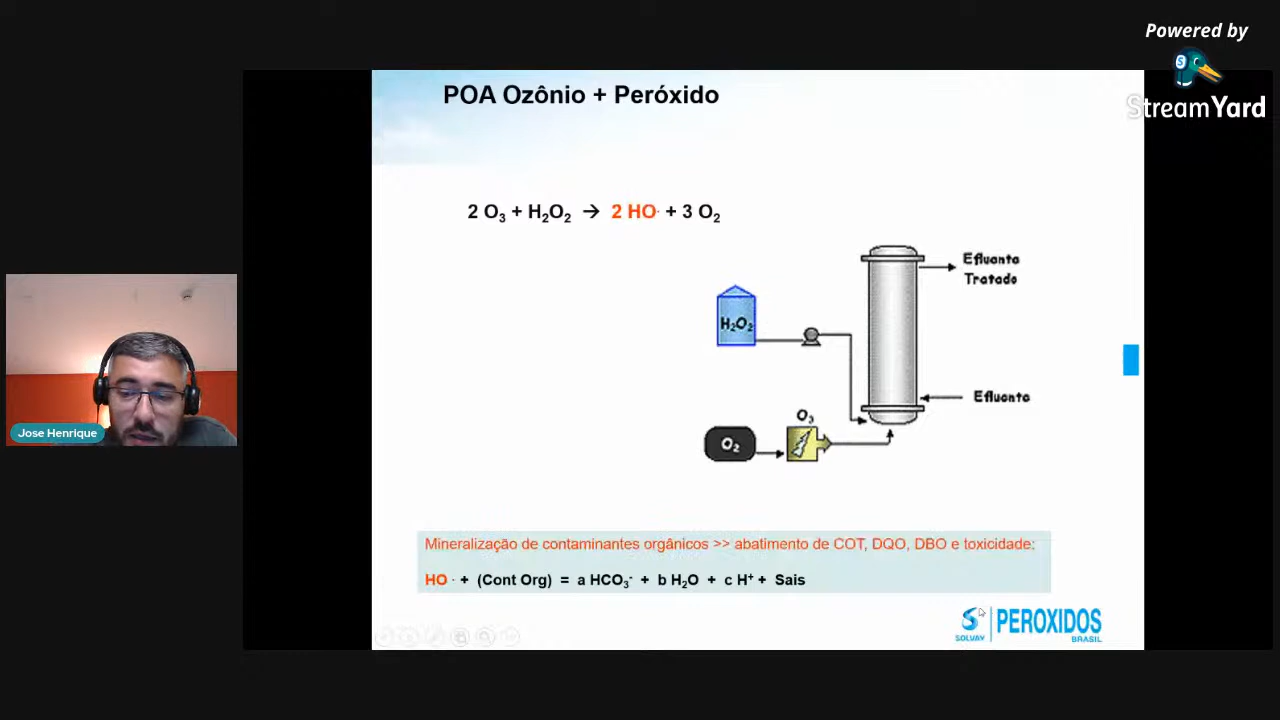 Powered by
StreamYard
POA Ozônio + Peróxido
2 O3 + H2O2 → 2 HO· + 3 O2
Efluente
Tratado
H2O2
Efluente
O3
O2
Jose Henrique
Mineralização de contaminantes orgânicos >> abatimento de COT, DQO, DBO e toxicidade:
HO · + (Cont Org) = a HCO3- + b H2O + c H+ + Sais
SOLVAY
PEROXIDOS
BRASIL